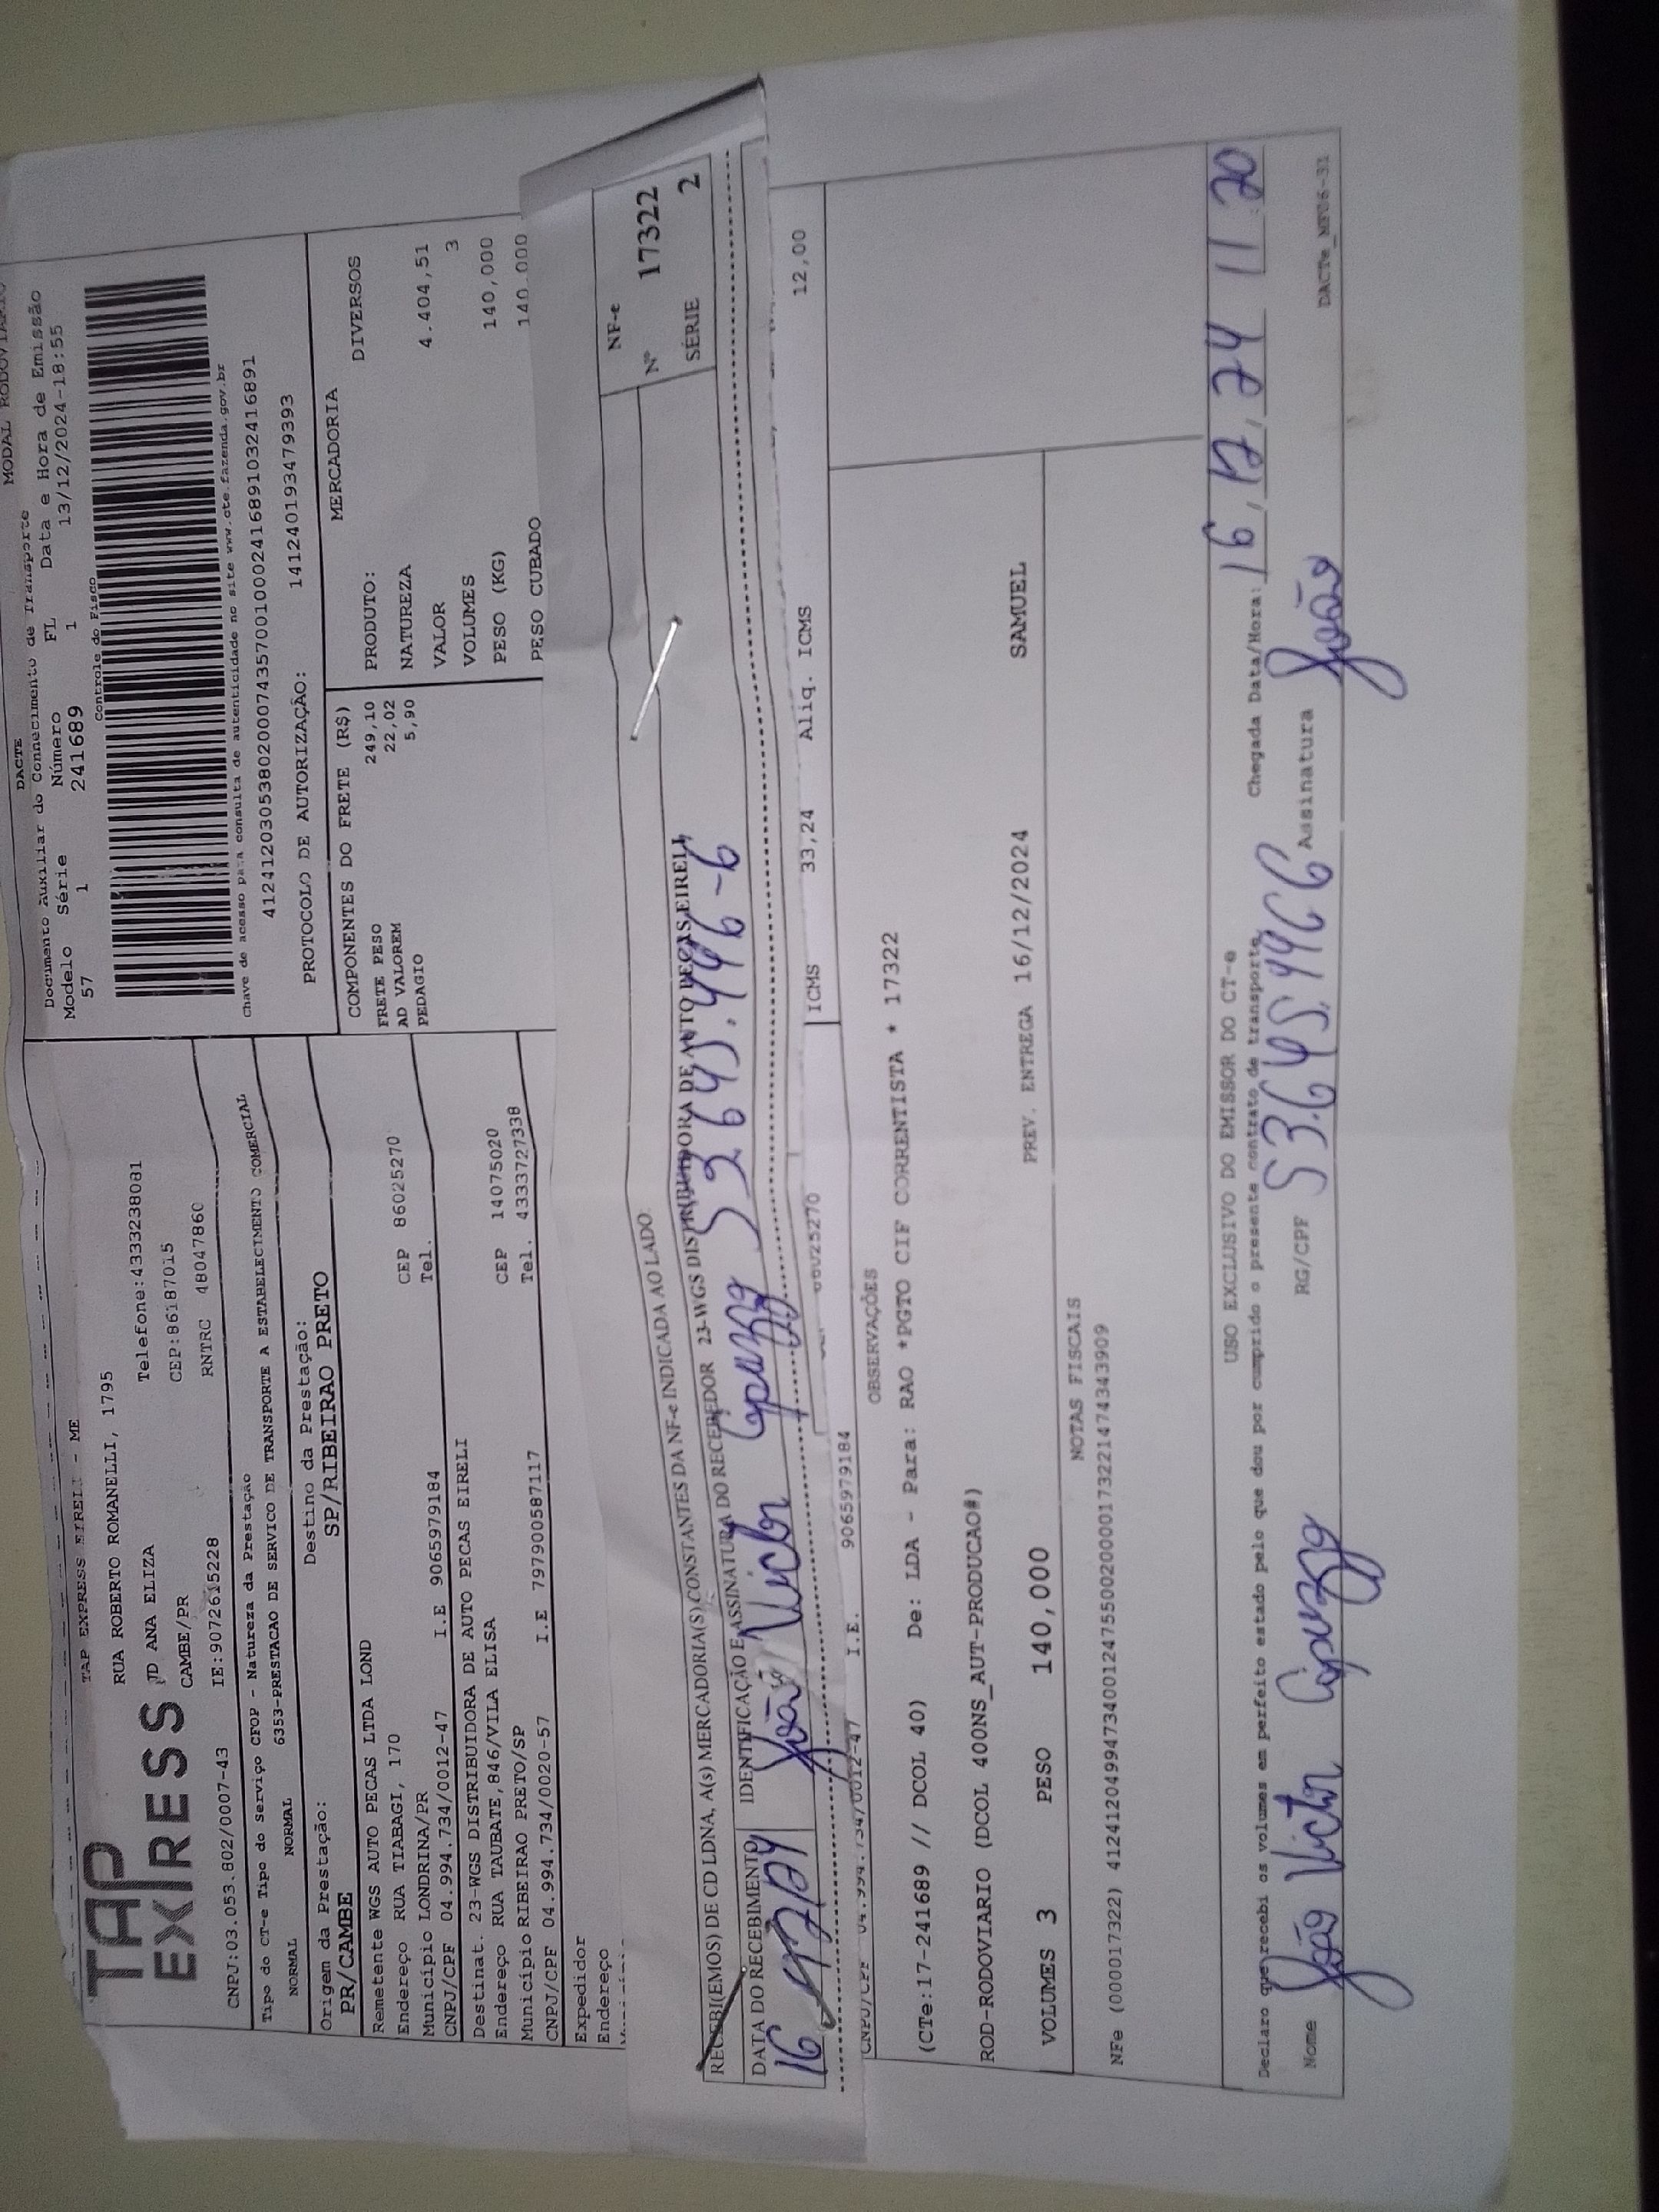 MODAL RODOVIARIO
DACTE
Documento Auxiliar do Conhecimento de Transporte
Modelo Série Número FL Data e Hora de Emissão
57 1 241689 1 13/12/2024-18:55
Controle do Fisco
Chave de acesso para consulta de autenticidade no site www.cte.fazenda.gov.br
41241203053802000743570010002416891032416891
PROTOCOLO DE AUTORIZAÇÃO: 141240193479393
TAP EXPRESS
TAP EXPRESS EIRELI - ME
RUA ROBERTO ROMANELLI, 1795
JD ANA ELIZA Telefone:4333238081
CAMBE/PR CEP:86187015
CNPJ:03.053.802/0007-43 IE:9072615228 RNTRC 48047860
Tipo do CT-e Tipo do Serviço CFOP - Natureza da Prestação
NORMAL NORMAL 6353-PRESTACAO DE SERVICO DE TRANSPORTE A ESTABELECIMENTO COMERCIAL
Origem da Prestação: Destino da Prestação:
PR/CAMBE SP/RIBEIRAO PRETO
Remetente WGS AUTO PECAS LTDA LOND
Endereço RUA TIABAGI, 170
Município LONDRINA/PR CEP 86025270
CNPJ/CPF 04.994.734/0012-47 I.E 9065979184 Tel.
Destinat. 23-WGS DISTRIBUIDORA DE AUTO PECAS EIRELI
Endereço RUA TAUBATE,846/VILA ELISA
Município RIBEIRAO PRETO/SP CEP 14075020
CNPJ/CPF 04.994.734/0020-57 I.E 797900587117 Tel. 4333727338
Expedidor
Endereço
COMPONENTES DO FRETE (R$)
FRETE PESO 249,10
AD VALOREM 22,02
PEDAGIO 5,90
MERCADORIA
PRODUTO: DIVERSOS
NATUREZA
VALOR 4.404,51
VOLUMES 3
PESO (KG) 140,000
PESO CUBADO 140.000
NF-e
Nº 17322
SÉRIE 2
RECEBI(EMOS) DE CD LDNA, A(s) MERCADORIA(S) CONSTANTES DA NF-e INDICADA AO LADO.
DATA DO RECEBIMENTO IDENTIFICAÇÃO E ASSINATURA DO RECEBEDOR 23-WGS DISTRIBUIDORA DE AUTO PEÇAS EIRELI
16/12/24 João Victor
CNPJ/CPF 04.994.734/0012-47 I.E. 9065979184 ICMS 33,24 Aliq. ICMS 12,00
OBSERVAÇÕES
(CTe:17-241689 // DCOL 40) De: LDA - Para: RAO *PGTO CIF CORRENTISTA * 17322
ROD-RODOVIARIO (DCOL 400NS_AUT-PRODUCAO#)
VOLUMES 3 PESO 140,000 PREV. ENTREGA 16/12/2024 SAMUEL
NOTAS FISCAIS
NFe (000017322) 41241204994734001247550020000173221474343909
USO EXCLUSIVO DO EMISSOR DO CT-e
Declaro que recebi os volumes em perfeito estado pelo que dou por cumprido o presente contrato de transporte. Chegada Data/Hora: 16/12/24 11:20
Nome João Victor RG/CPF Assinatura João
DACTe_NF06-31